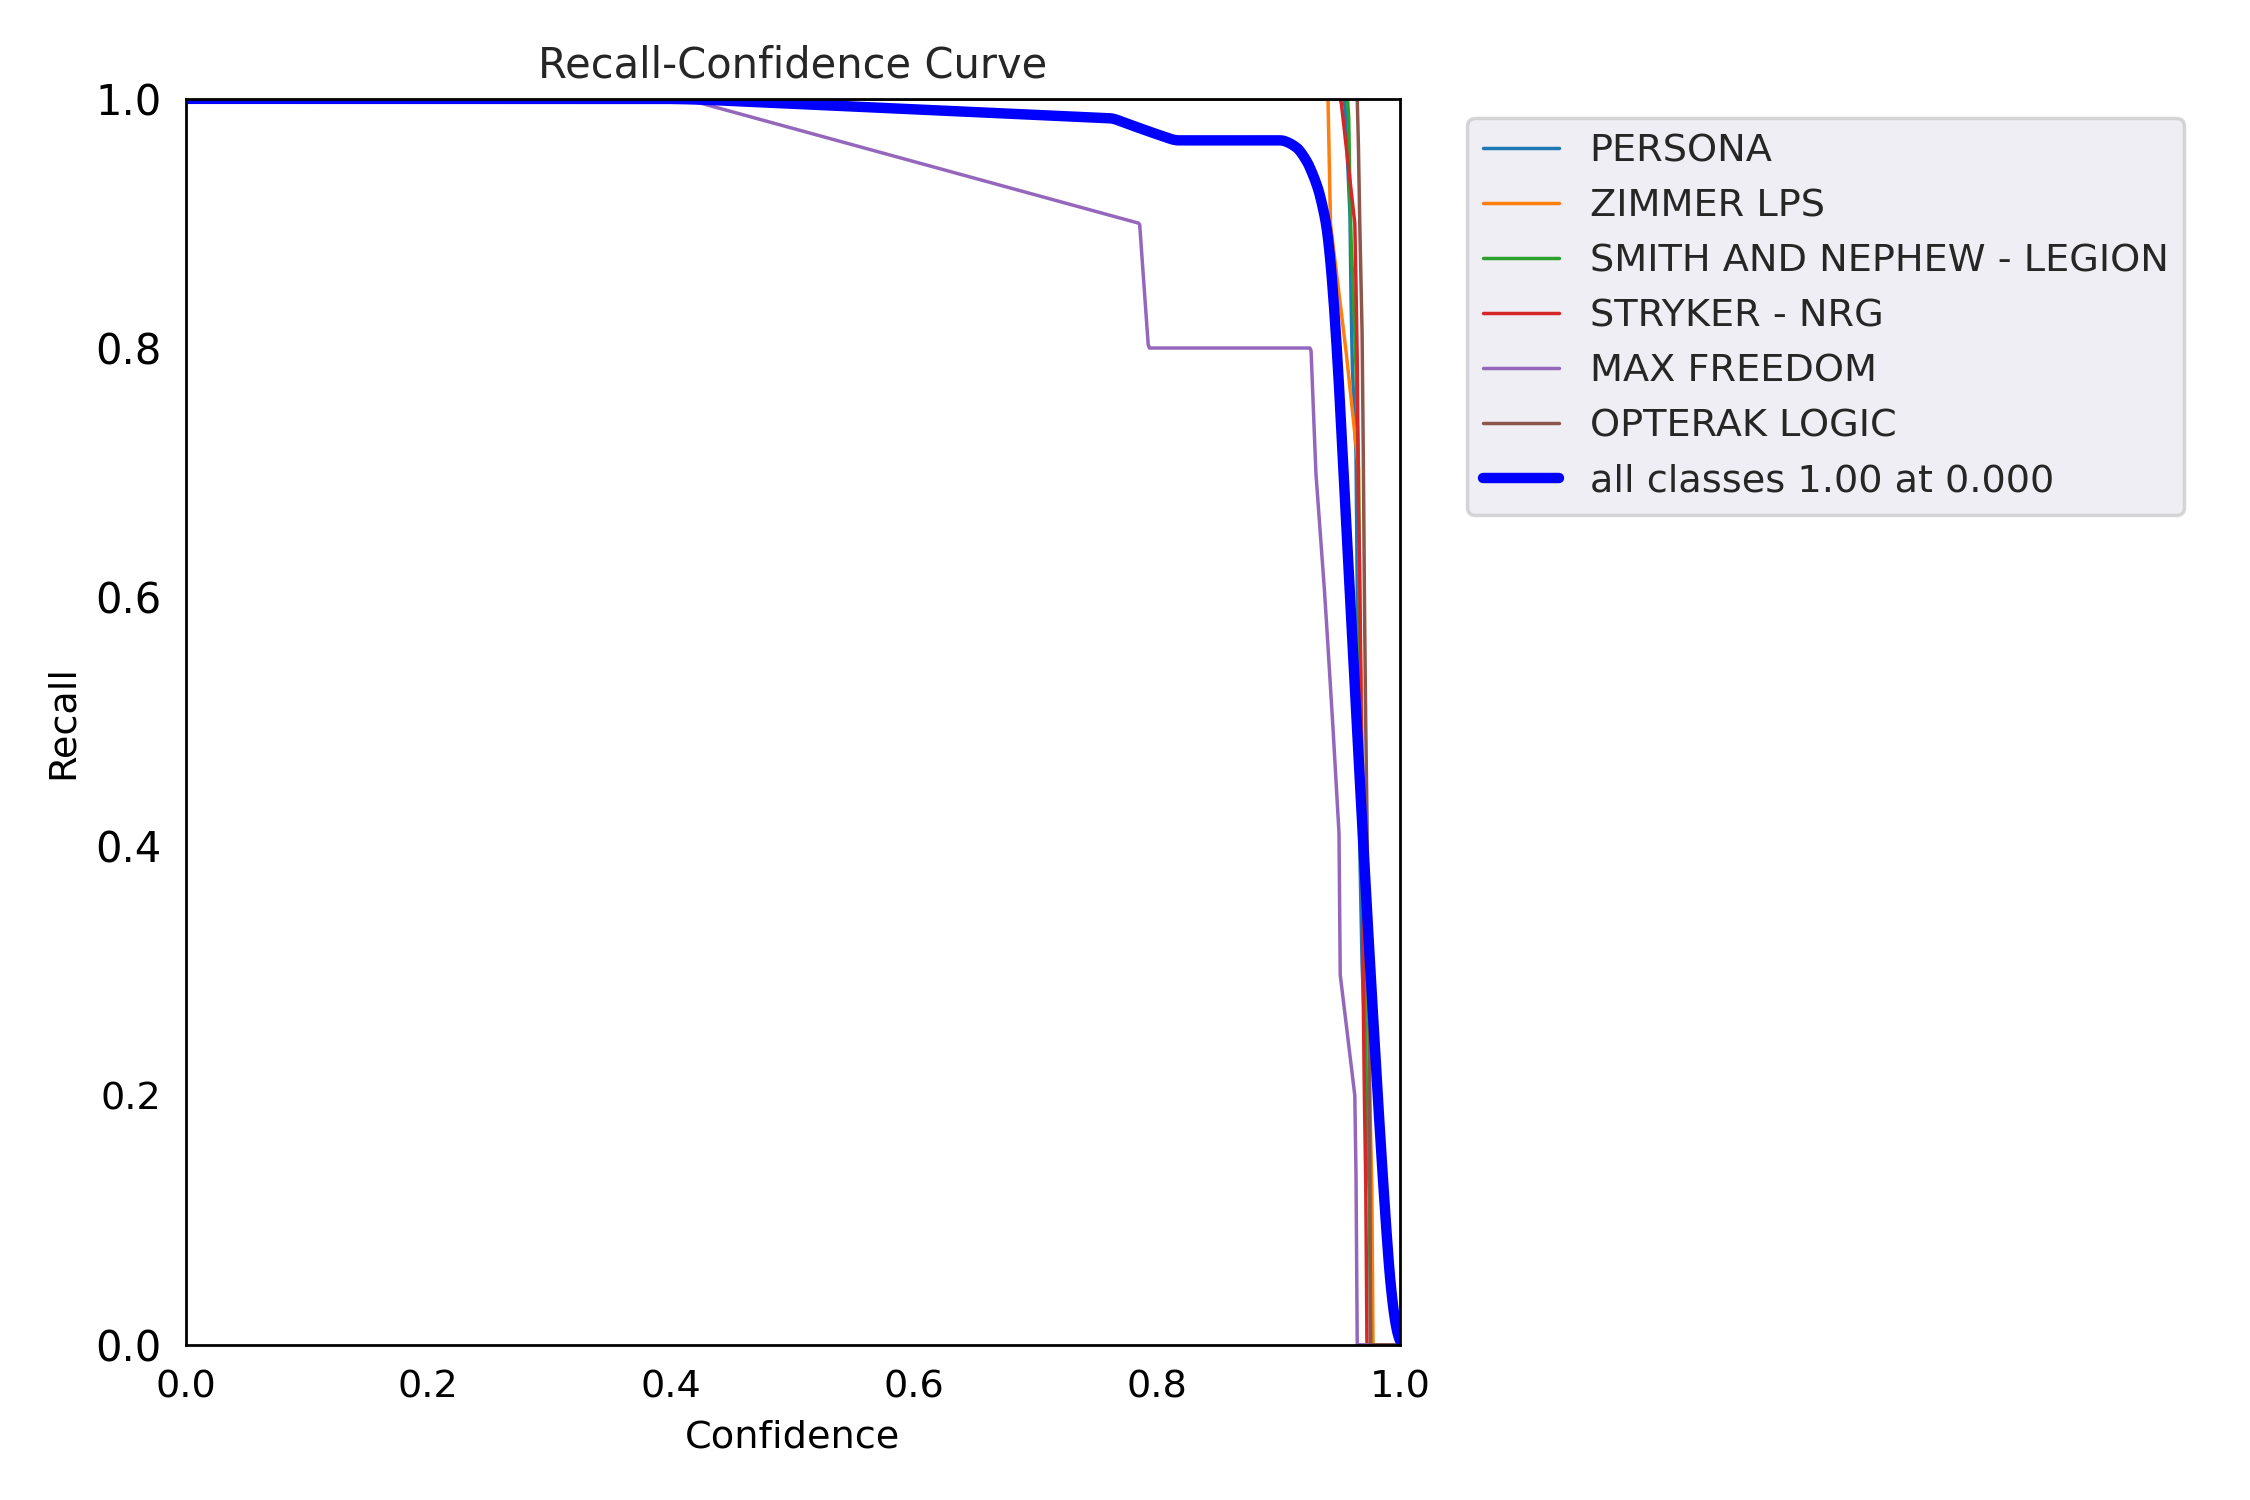 Recall-Confidence Curve
1.0
0.8
0.6
0.4
0.2
0.0
Recall
0.0 0.2 0.4 0.6 0.8 1.0
Confidence
PERSONA
ZIMMER LPS
SMITH AND NEPHEW - LEGION
STRYKER - NRG
MAX FREEDOM
OPTERAK LOGIC
all classes 1.00 at 0.000